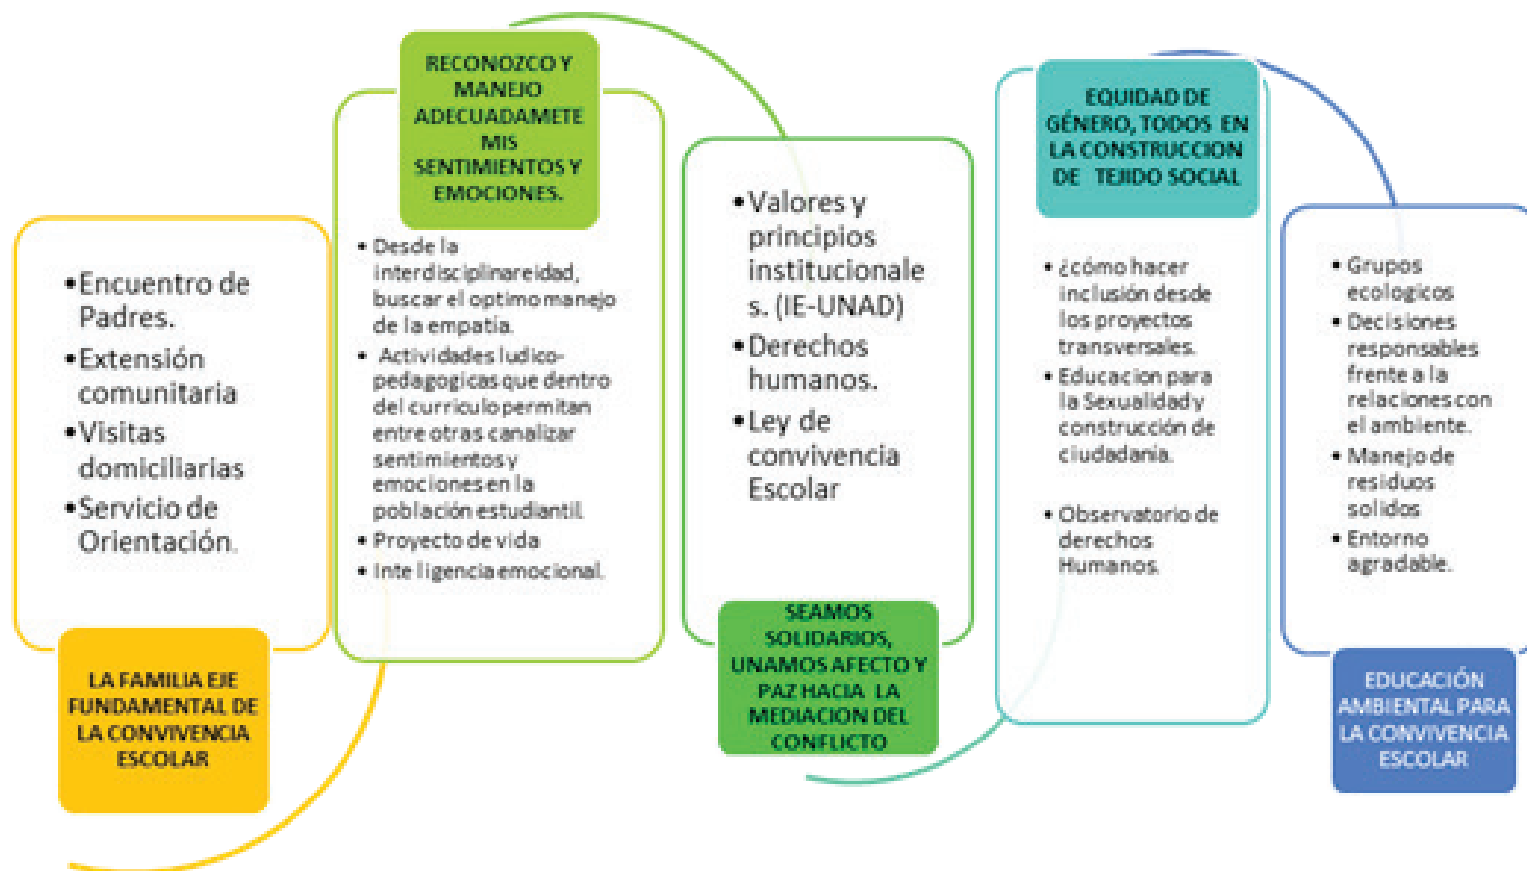 •Encuentro de
Padres.
•Extensión
comunitaria
•Visitas
domiciliarias
•Servicio de
Orientación.
LA FAMILIA EJE
FUNDAMENTAL DE
LA CONVIVENCIA
ESCOLAR
RECONOZCO Y
MANEJO
ADECUADAMETE
MIS
SENTIMIENTOS Y
EMOCIONES.
• Desde la
interdisciplinareidad,
buscar el optimo manejo
de la empatía.
• Actividades ludico-
pedagogicas que dentro
del curriculo permitan
entre otras canalizar
sentimientos y
emociones en la
población estudiantil.
• Proyecto de vida
• Inte ligencia emocional.
•Valores y
principios
institucionale
s. (IE-UNAD)
•Derechos
humanos.
•Ley de
convivencia
Escolar
SEAMOS
SOLIDARIOS,
UNAMOS AFECTO Y
PAZ HACIA LA
MEDIACION DEL
CONFLICTO
EQUIDAD DE
GÉNERO, TODOS EN
LA CONSTRUCCION
DE TEJIDO SOCIAL
• ¿cómo hacer
inclusión desde
los proyectos
transversales.
• Educacion para
la Sexualidad y
construcción de
ciudadanía.
• Observatorio de
derechos
Humanos.
• Grupos
ecologicos
• Decisiones
responsables
frente a la
relaciones con
el ambiente.
• Manejo de
residuos
solidos
• Entorno
agradable.
EDUCACIÓN
AMBIENTAL PARA
LA CONVIVENCIA
ESCOLAR